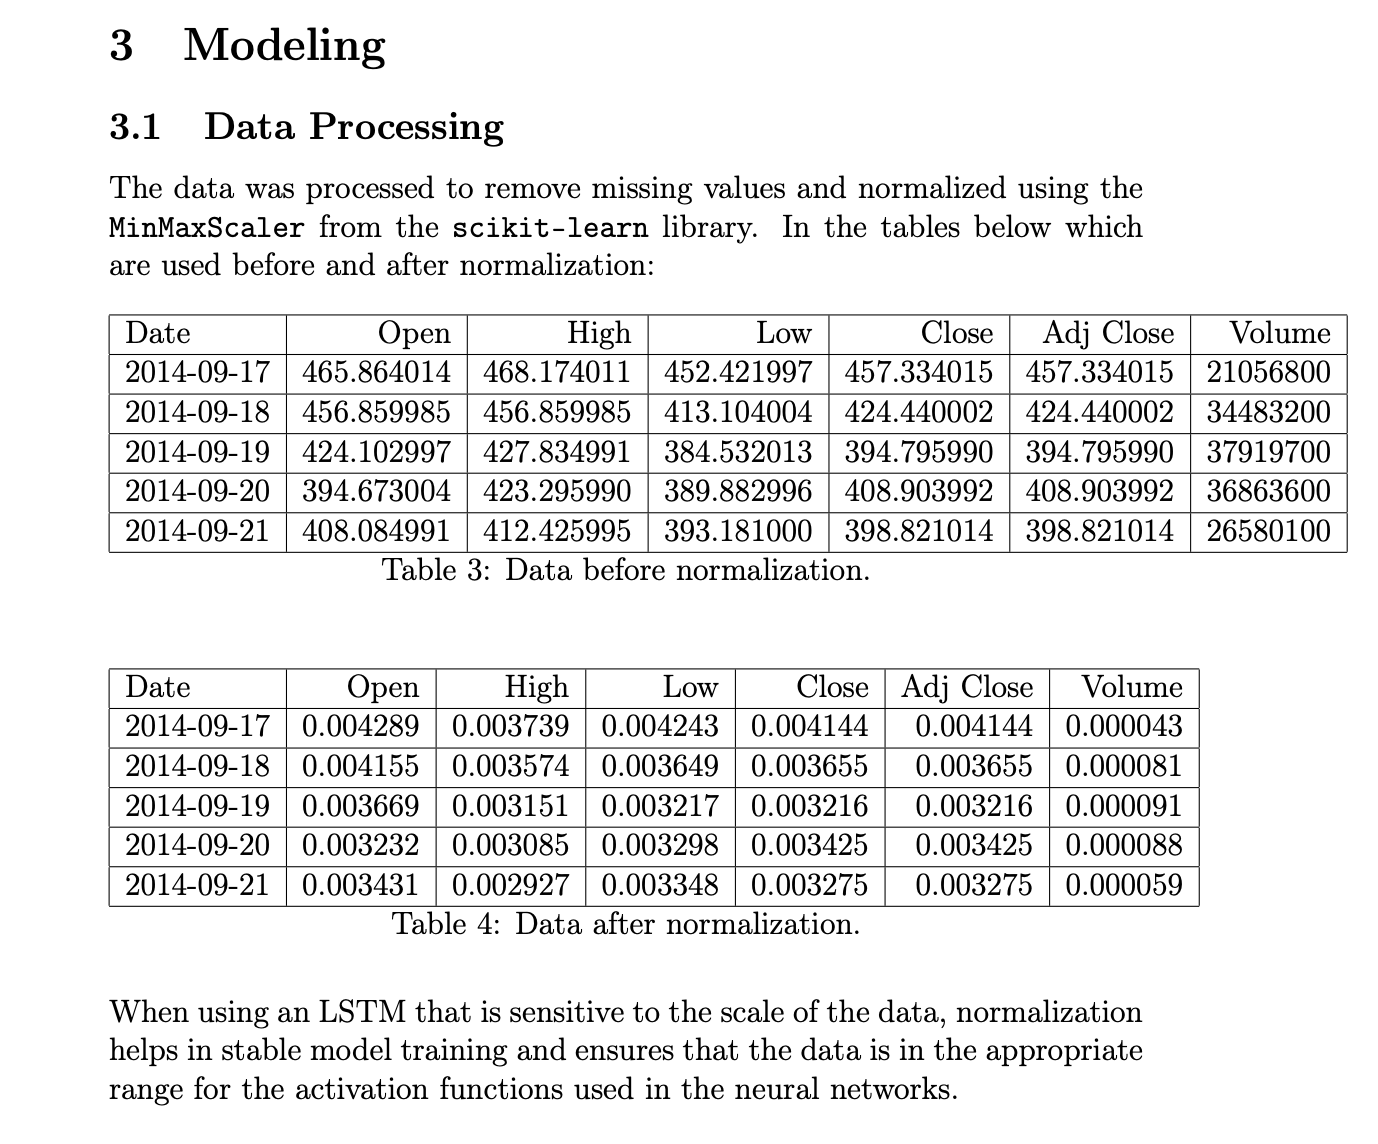 3 Modeling
3.1 Data Processing
The data was processed to remove missing values and normalized using the
MinMaxScaler from the scikit-learn library. In the tables below which
are used before and after normalization:
Date Open High Low Close Adj Close Volume
2014-09-17 465.864014 468.174011 452.421997 457.334015 457.334015 21056800
2014-09-18 456.859985 456.859985 413.104004 424.440002 424.440002 34483200
2014-09-19 424.102997 427.834991 384.532013 394.795990 394.795990 37919700
2014-09-20 394.673004 423.295990 389.882996 408.903992 408.903992 36863600
2014-09-21 408.084991 412.425995 393.181000 398.821014 398.821014 26580100
Table 3: Data before normalization.
Date Open High Low Close Adj Close Volume
2014-09-17 0.004289 0.003739 0.004243 0.004144 0.004144 0.000043
2014-09-18 0.004155 0.003574 0.003649 0.003655 0.003655 0.000081
2014-09-19 0.003669 0.003151 0.003217 0.003216 0.003216 0.000091
2014-09-20 0.003232 0.003085 0.003298 0.003425 0.003425 0.000088
2014-09-21 0.003431 0.002927 0.003348 0.003275 0.003275 0.000059
Table 4: Data after normalization.
When using an LSTM that is sensitive to the scale of the data, normalization
helps in stable model training and ensures that the data is in the appropriate
range for the activation functions used in the neural networks.